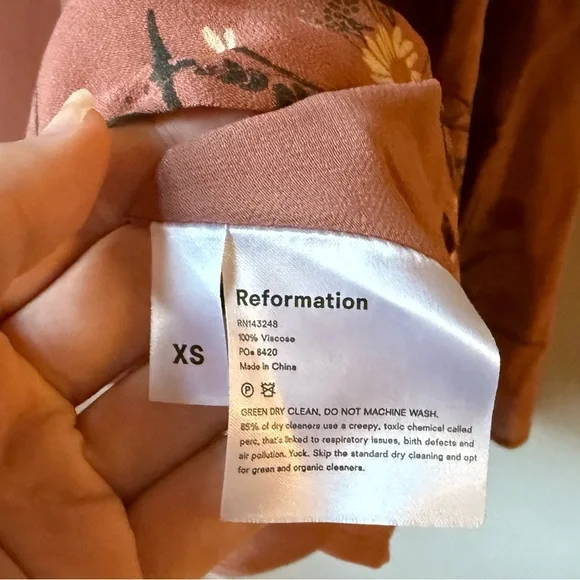 XS
Reformation
RN143248
100% Viscose
PO# 8420
Made in China
P
GREEN DRY CLEAN. DO NOT MACHINE WASH.
85% of dry cleaners use a creepy, toxic chemical called
perc, that's linked to respiratory issues, birth defects and
air pollution. Yuck. Skip the standard dry cleaning and opt
for green and organic cleaners.